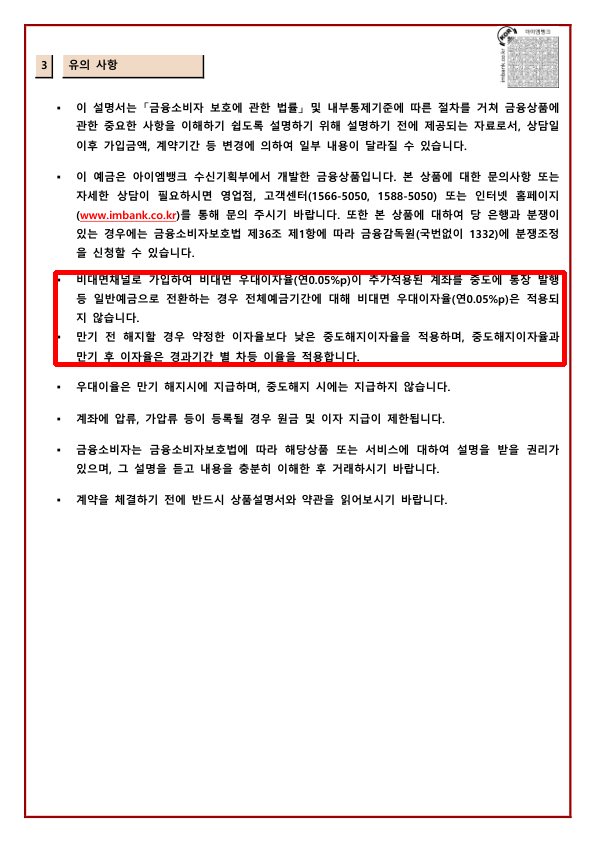 아이엠뱅크
imbank.co.kr
3 유의 사항
▪ 이 설명서는「금융소비자 보호에 관한 법률」및 내부통제기준에 따른 절차를 거쳐 금융상품에
관한 중요한 사항을 이해하기 쉽도록 설명하기 위해 설명하기 전에 제공되는 자료로서, 상담일
이후 가입금액, 계약기간 등 변경에 의하여 일부 내용이 달라질 수 있습니다.
▪ 이 예금은 아이엠뱅크 수신기획부에서 개발한 금융상품입니다. 본 상품에 대한 문의사항 또는
자세한 상담이 필요하시면 영업점, 고객센터(1566-5050, 1588-5050) 또는 인터넷 홈페이지
(www.imbank.co.kr)를 통해 문의 주시기 바랍니다. 또한 본 상품에 대하여 당 은행과 분쟁이
있는 경우에는 금융소비자보호법 제36조 제1항에 따라 금융감독원(국번없이 1332)에 분쟁조정
을 신청할 수 있습니다.
▪ 비대면채널로 가입하여 비대면 우대이자율(연0.05%p)이 추가적용된 계좌를 중도에 통장 발행
등 일반예금으로 전환하는 경우 전체예금기간에 대해 비대면 우대이자율(연0.05%p)은 적용되
지 않습니다.
▪ 만기 전 해지할 경우 약정한 이자율보다 낮은 중도해지이자율을 적용하며, 중도해지이자율과
만기 후 이자율은 경과기간 별 차등 이율을 적용합니다.
▪ 우대이율은 만기 해지시에 지급하며, 중도해지 시에는 지급하지 않습니다.
▪ 계좌에 압류, 가압류 등이 등록될 경우 원금 및 이자 지급이 제한됩니다.
▪ 금융소비자는 금융소비자보호법에 따라 해당상품 또는 서비스에 대하여 설명을 받을 권리가
있으며, 그 설명을 듣고 내용을 충분히 이해한 후 거래하시기 바랍니다.
▪ 계약을 체결하기 전에 반드시 상품설명서와 약관을 읽어보시기 바랍니다.